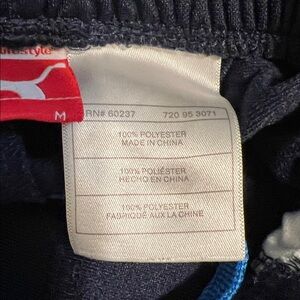 lifestyle
M
RN# 60237 720 95 3071
100% POLYESTER
MADE IN CHINA
100% POLIÉSTER
HECHO EN CHINA
100% POLYESTER
FABRIQUÉ AUX LA CHINE